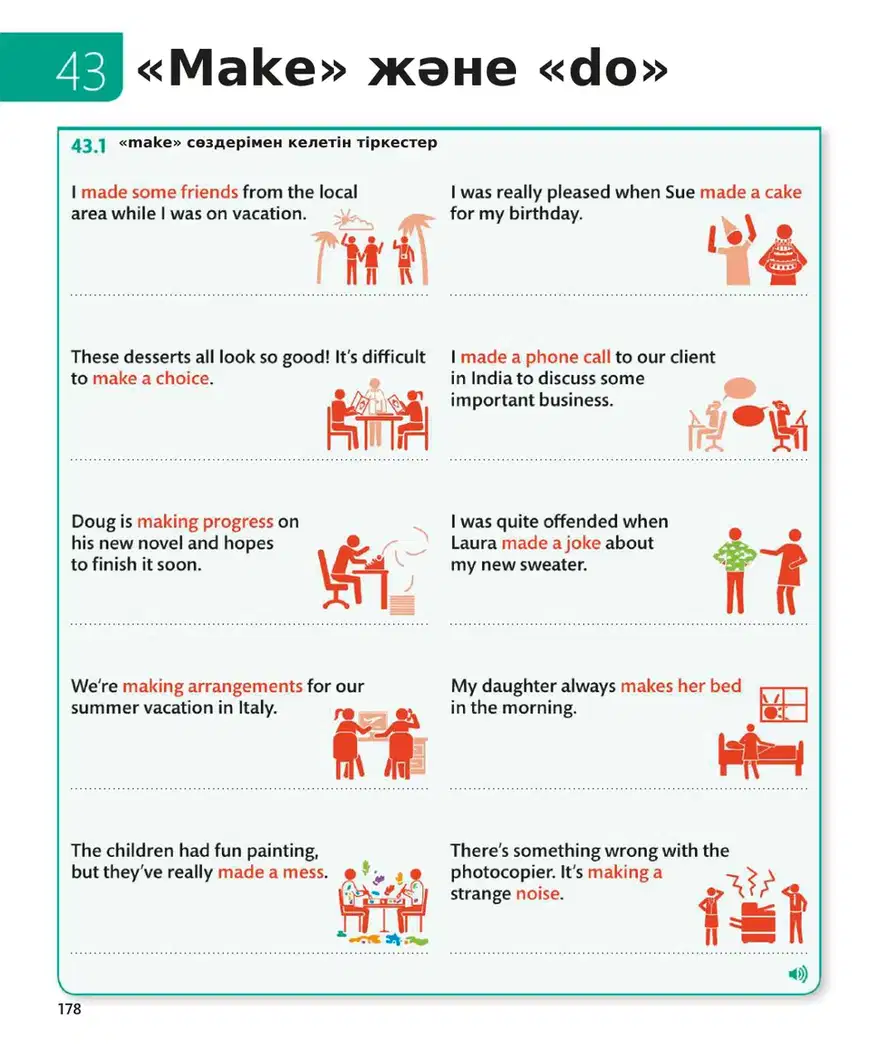 43
«Make» және «do»
43.1 «make» сөздерімен келетін тіркестер
I made some friends from the local
area while I was on vacation.
I was really pleased when Sue made a cake
for my birthday.
These desserts all look so good! It's difficult
to make a choice.
I made a phone call to our client
in India to discuss some
important business.
Doug is making progress on
his new novel and hopes
to finish it soon.
I was quite offended when
Laura made a joke about
my new sweater.
We're making arrangements for our
summer vacation in Italy.
My daughter always makes her bed
in the morning.
The children had fun painting,
but they've really made a mess.
There's something wrong with the
photocopier. It's making a
strange noise.
178